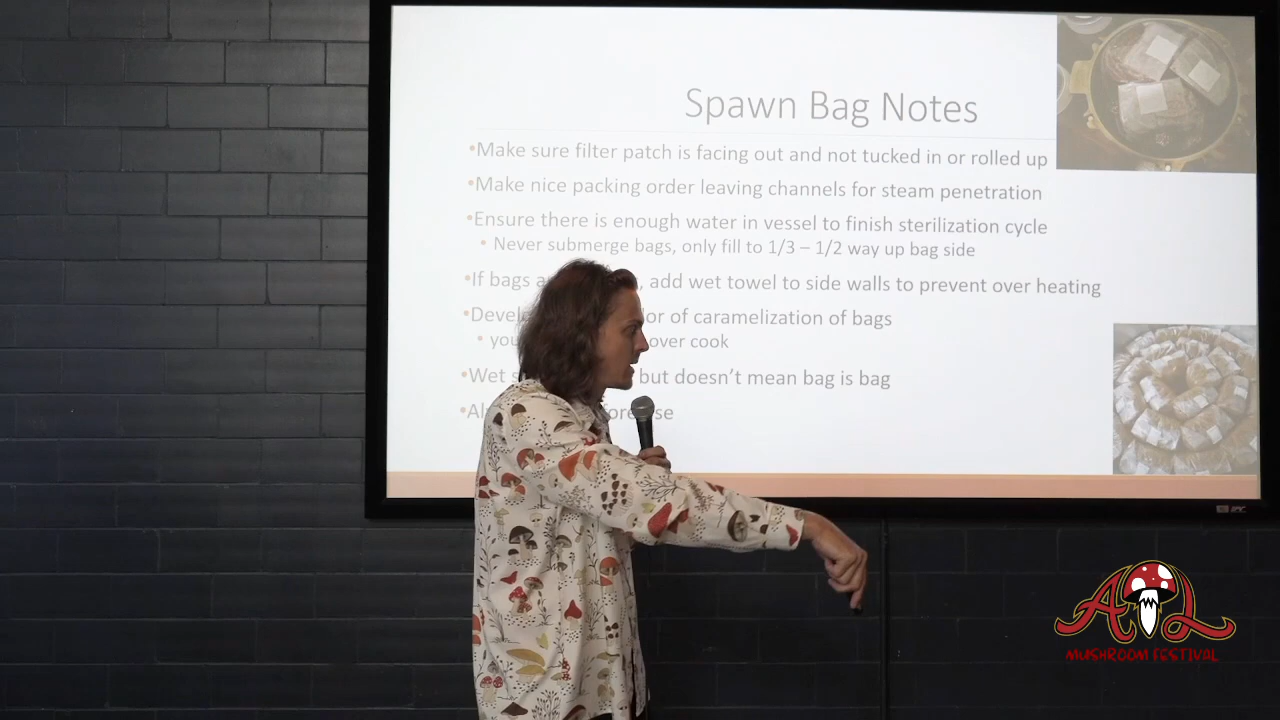 Spawn Bag Notes
•Make sure filter patch is facing out and not tucked in or rolled up
•Make nice packing order leaving channels for steam penetration
•Ensure there is enough water in vessel to finish sterilization cycle
• Never submerge bags, only fill to 1/3 – 1/2 way up bag side
•If bags add wet towel to side walls to prevent over heating
• of caramelization of bags
• over cook
•Wet but doesn't mean bag is bag
•
AL
MUSHROOM FESTIVAL